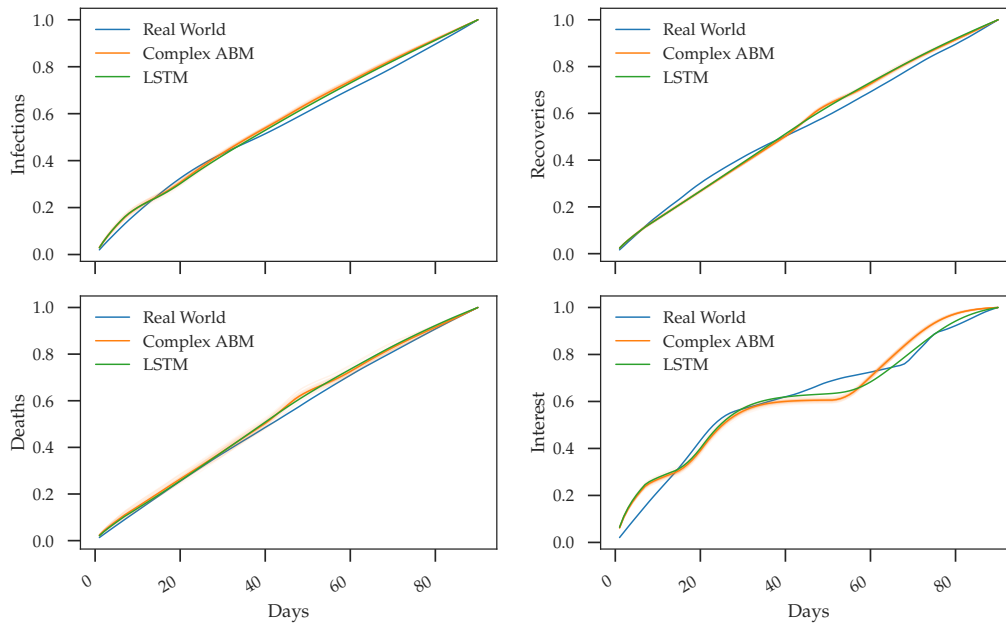 Infections
1.0
0.8
0.6
0.4
0.2
0.0
Real World
Complex ABM
LSTM
Recoveries
1.0
0.8
0.6
0.4
0.2
0.0
Real World
Complex ABM
LSTM
Deaths
1.0
0.8
0.6
0.4
0.2
0.0
Real World
Complex ABM
LSTM
0 20 40 60 80
Days
Interest
1.0
0.8
0.6
0.4
0.2
0.0
Real World
Complex ABM
LSTM
0 20 40 60 80
Days